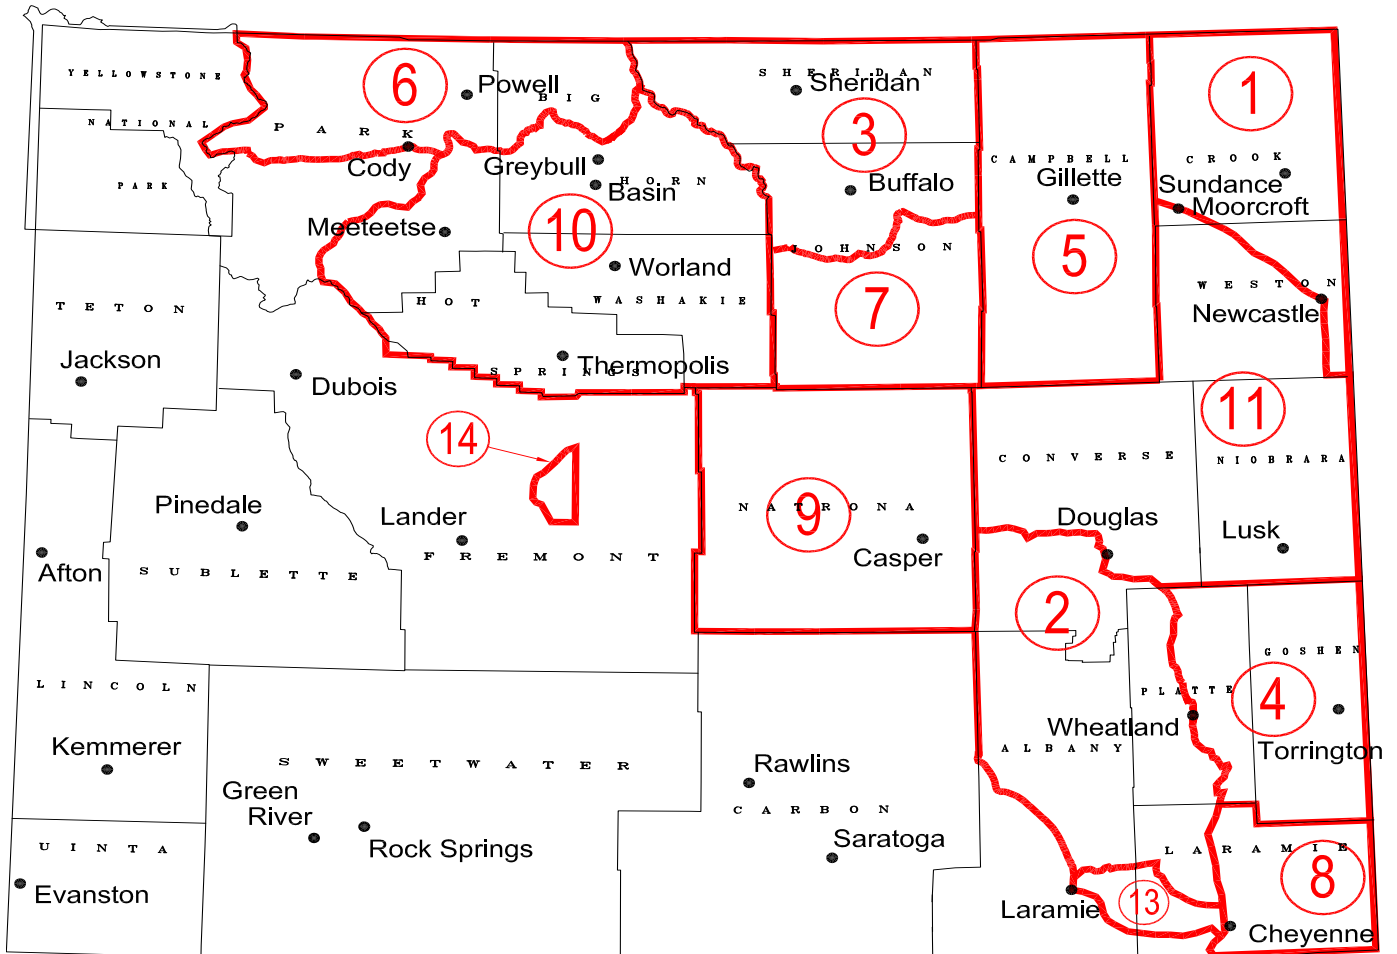 YELLOWSTONE
NATIONAL
PARK
6
Powell
BIG
PARK
Cody
Greybull
HORN
Basin
SHERIDAN
Sheridan
3
Buffalo
CAMPBELL
Gillette
1
CROOK
Sundance
Moorcroft
Meeteetse
10
Worland
HOT
WASHAKIE
JOHNSON
7
5
WESTON
Newcastle
TETON
Jackson
Dubois
Thermopolis
SPRINGS
11
14
CONVERSE
NIOBRARA
Pinedale
Lander
NATRONA
9
Casper
Douglas
Lusk
Afton
SUBLETTE
FREMONT
2
GOSHEN
LINCOLN
PLATTE
4
Wheatland
Torrington
Kemmerer
SWEETWATER
Rawlins
ALBANY
Green
River
CARBON
Rock Springs
Saratoga
UINTA
LARAMIE
Evanston
8
Laramie
13
Cheyenne